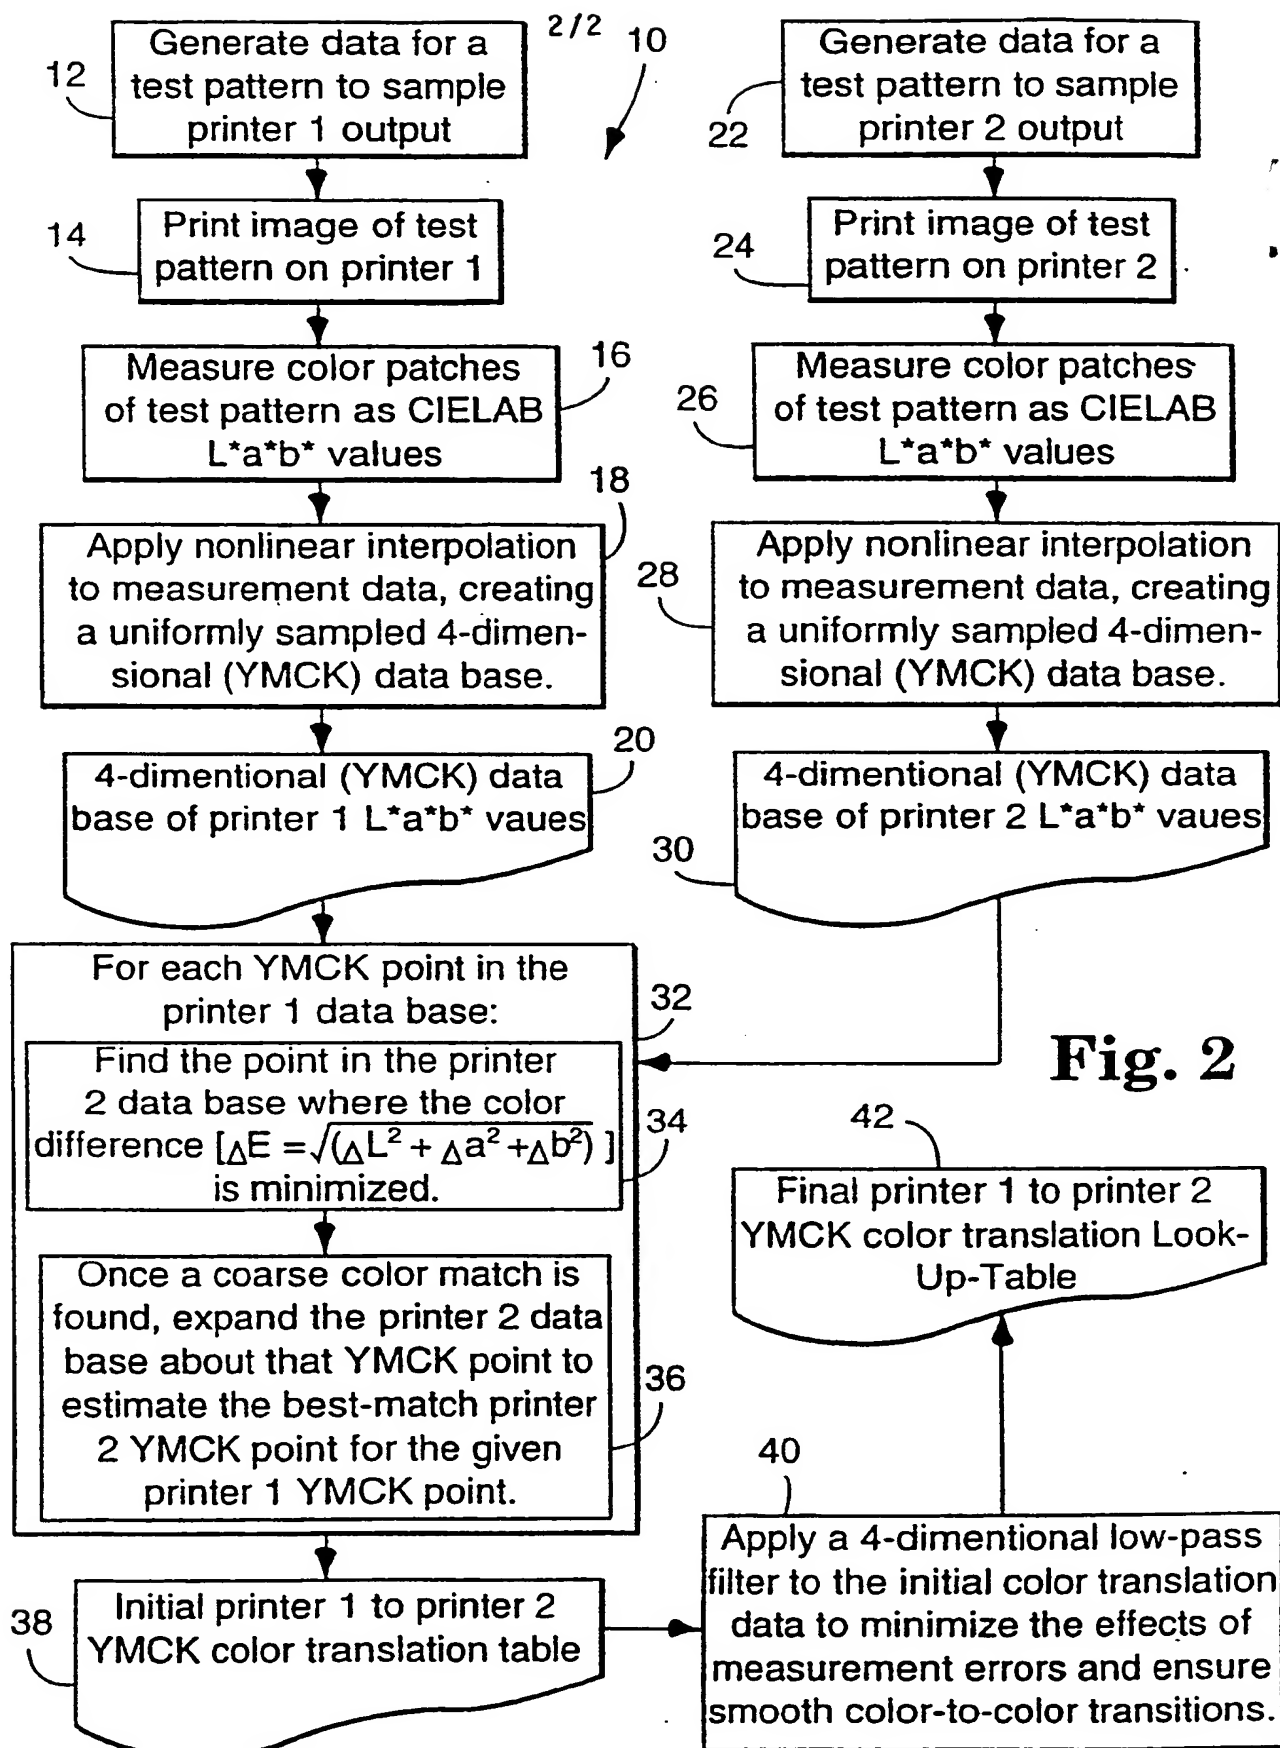 2/2
10
12
Generate data for a
test pattern to sample
printer 1 output
14
Print image of test
pattern on printer 1
16
Measure color patches
of test pattern as CIELAB
L*a*b* values
18
Apply nonlinear interpolation
to measurement data, creating
a uniformly sampled 4-dimen-
sional (YMCK) data base.
20
4-dimentional (YMCK) data
base of printer 1 L*a*b* vaues
22
Generate data for a
test pattern to sample
printer 2 output
24
Print image of test
pattern on printer 2
26
Measure color patches
of test pattern as CIELAB
L*a*b* values
28
Apply nonlinear interpolation
to measurement data, creating
a uniformly sampled 4-dimen-
sional (YMCK) data base.
30
4-dimentional (YMCK) data
base of printer 2 L*a*b* vaues
32
For each YMCK point in the
printer 1 data base:
34
Find the point in the printer
2 data base where the color
difference [ΔE = √(ΔL² + Δa² + Δb²) ]
is minimized.
36
Once a coarse color match is
found, expand the printer 2 data
base about that YMCK point to
estimate the best-match printer
2 YMCK point for the given
printer 1 YMCK point.
38
Initial printer 1 to printer 2
YMCK color translation table
40
Apply a 4-dimentional low-pass
filter to the initial color translation
data to minimize the effects of
measurement errors and ensure
smooth color-to-color transitions.
42
Final printer 1 to printer 2
YMCK color translation Look-
Up-Table
Fig. 2